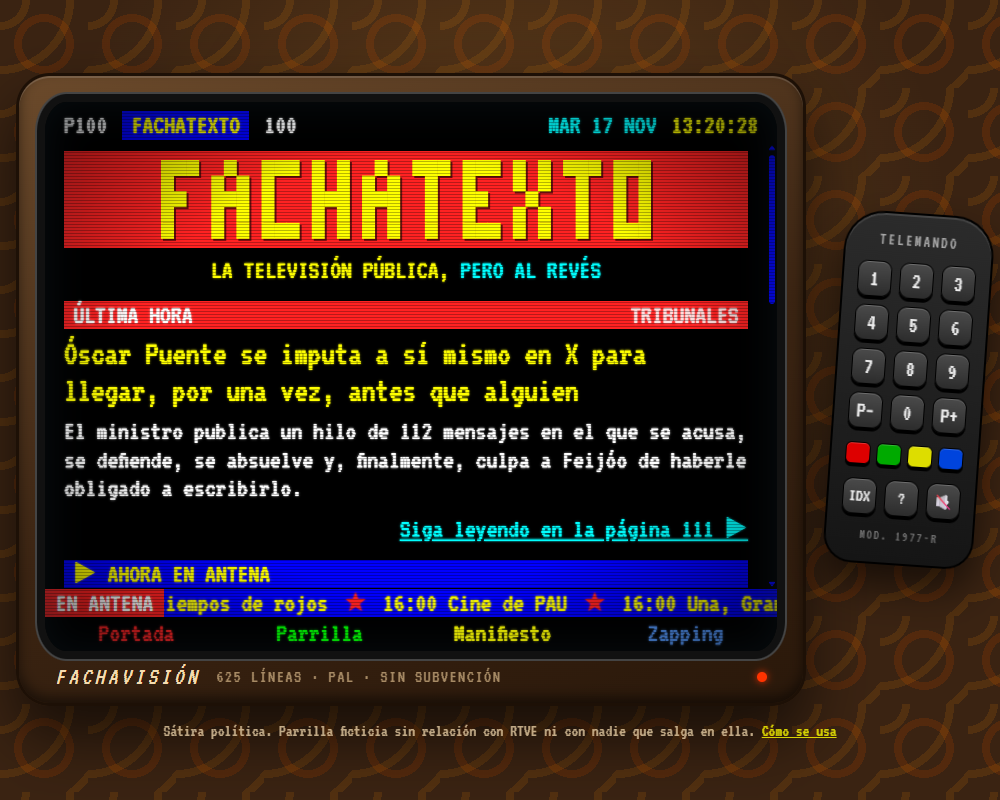 P100 FACHATEXTO 100 MAR 17 NOV 13:20:28
FACHATEXTO
LA TELEVISIÓN PÚBLICA, PERO AL REVÉS
ÚLTIMA HORA TRIBUNALES
Óscar Puente se imputa a sí mismo en X para
llegar, por una vez, antes que alguien
El ministro publica un hilo de 112 mensajes en el que se acusa,
se defiende, se absuelve y, finalmente, culpa a Feijóo de haberle
obligado a escribirlo.
Siga leyendo en la página 111
AHORA EN ANTENA
EN ANTENA iempos de rojos ★ 16:00 Cine de PAU ★ 16:00 Una, Gran
Portada Parrilla Manifiesto Zapping
FACHAVISIÓN 625 LÍNEAS · PAL · SIN SUBVENCIÓN
TELEMANDO
1 2 3
4 5 6
7 8 9
P- 0 P+
IDX ?
MOD. 1977-R
Sátira política. Parrilla ficticia sin relación con RTVE ni con nadie que salga en ella. Cómo se usa